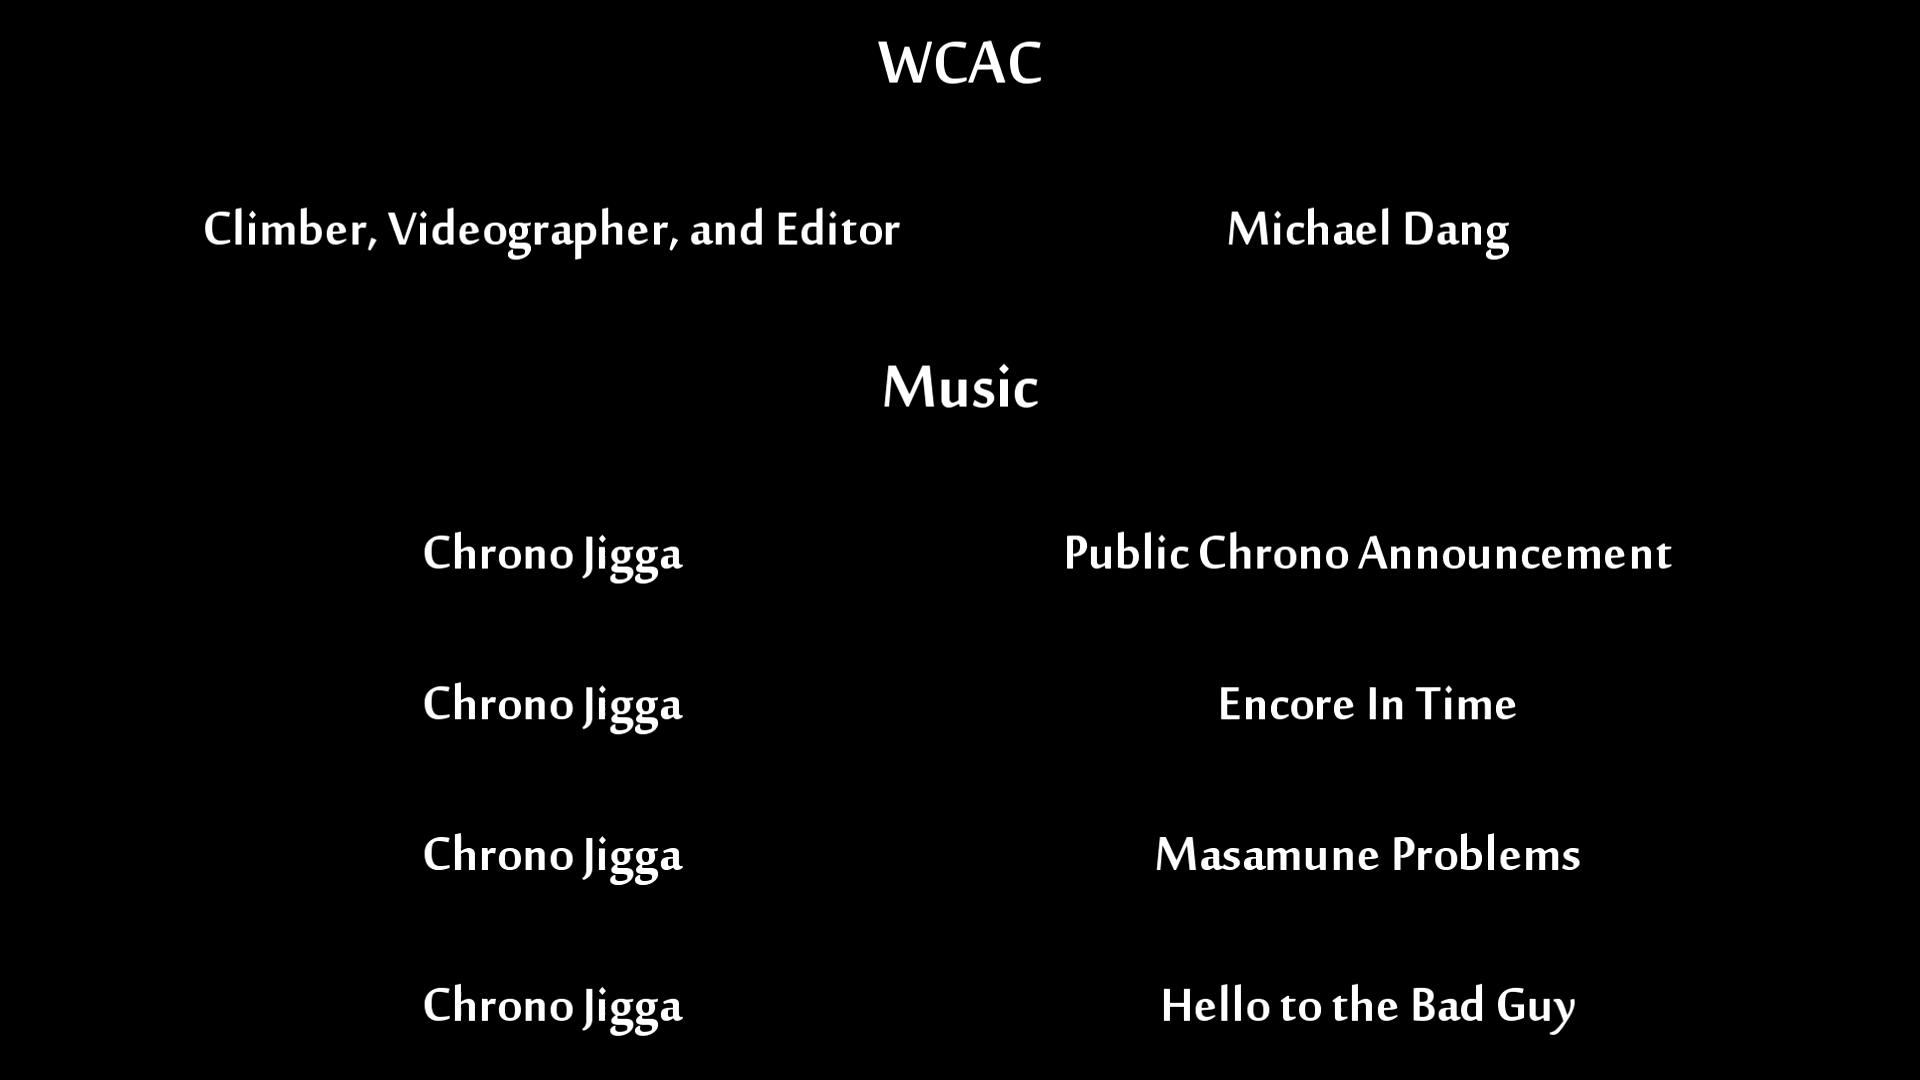 WCAC
Climber, Videographer, and Editor Michael Dang
Music
Chrono Jigga Public Chrono Announcement
Chrono Jigga Encore In Time
Chrono Jigga Masamune Problems
Chrono Jigga Hello to the Bad Guy